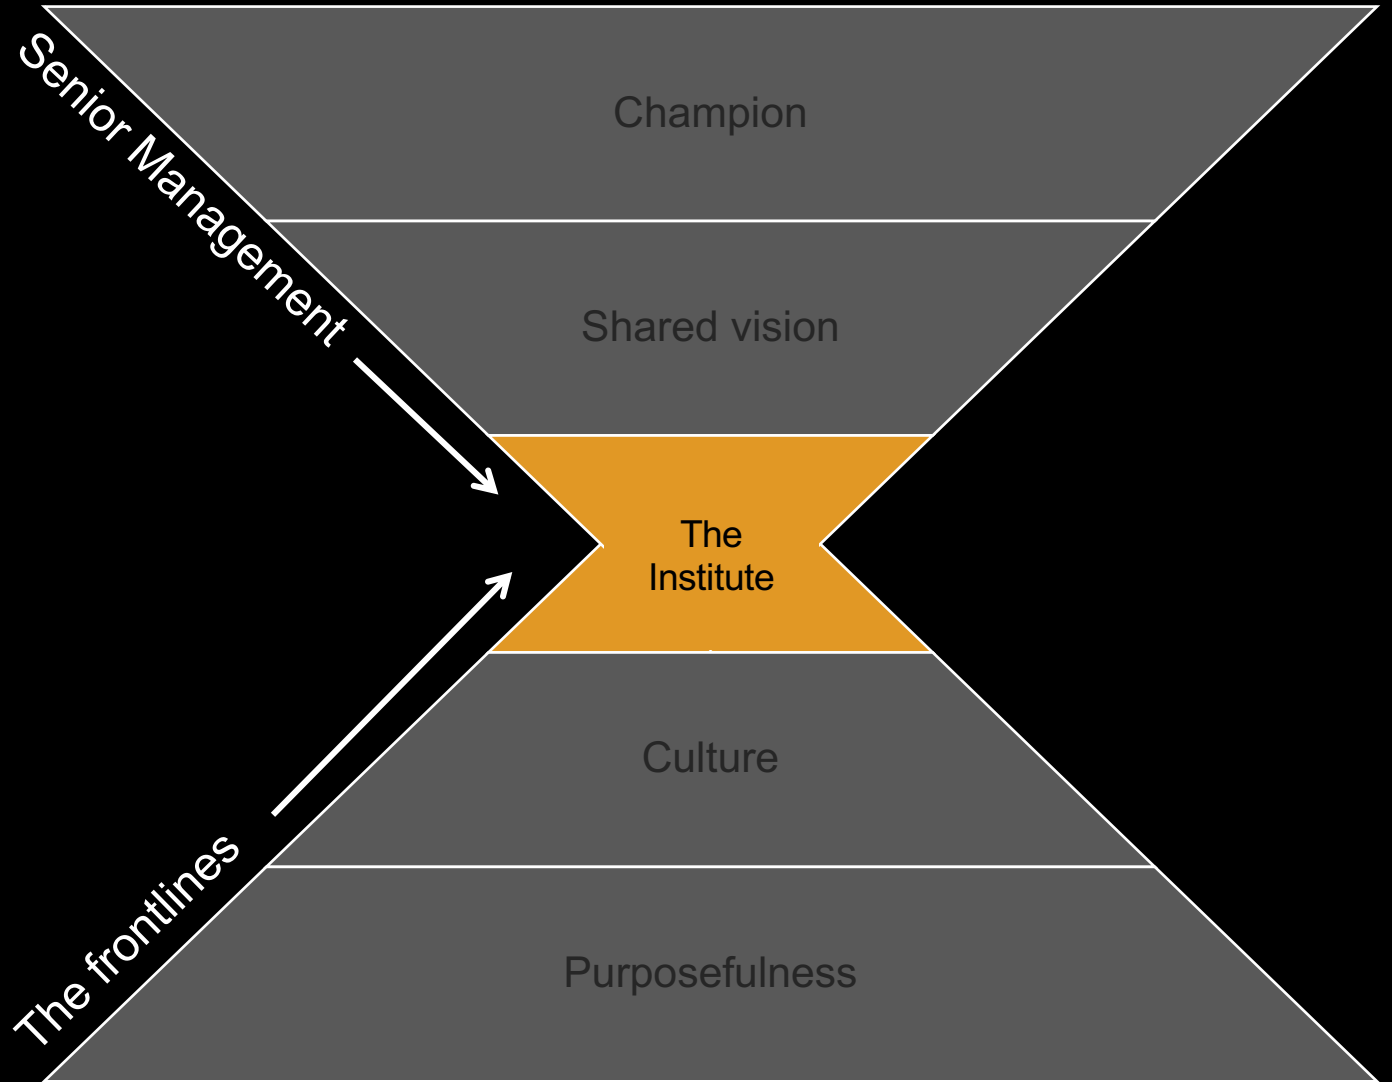 Senior Management
Champion
Shared vision
The
Institute
Culture
The frontlines
Purposefulness